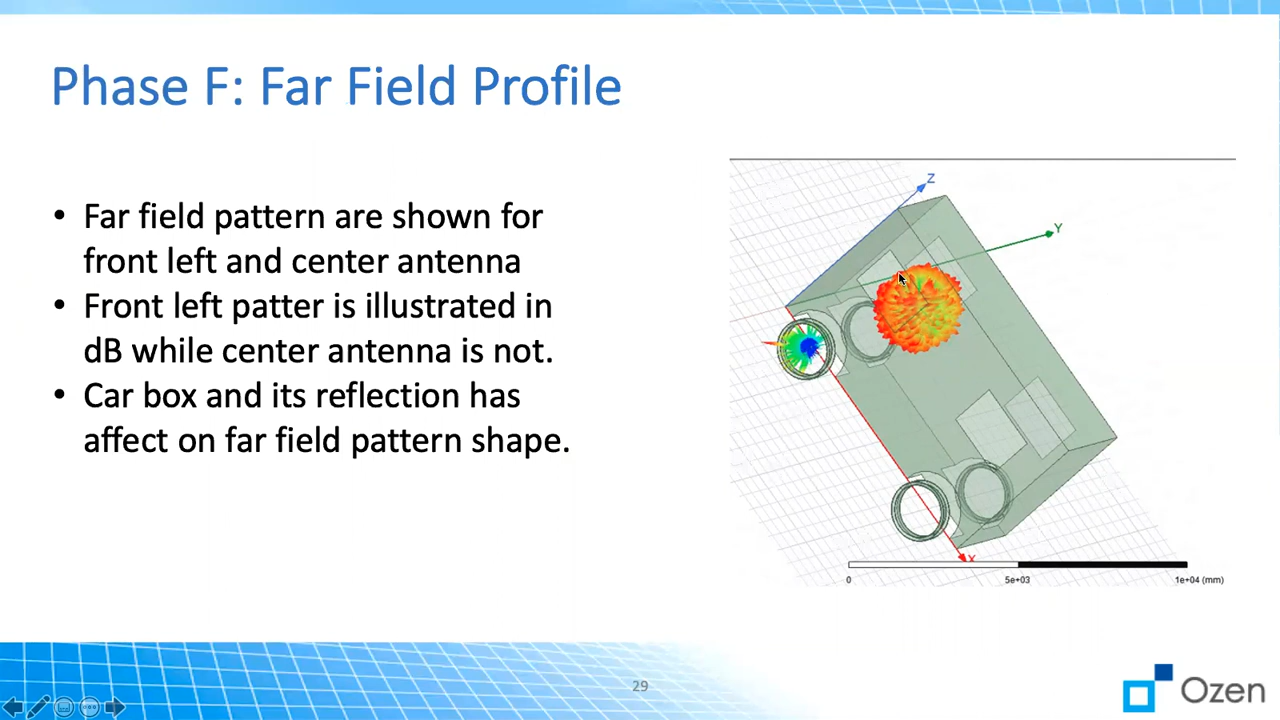 Phase F: Far Field Profile
• Far field pattern are shown for
front left and center antenna
• Front left patter is illustrated in
dB while center antenna is not.
• Car box and its reflection has
affect on far field pattern shape.
Z
Y
X
0
5e+03
1e+04 (mm)
29
Ozen